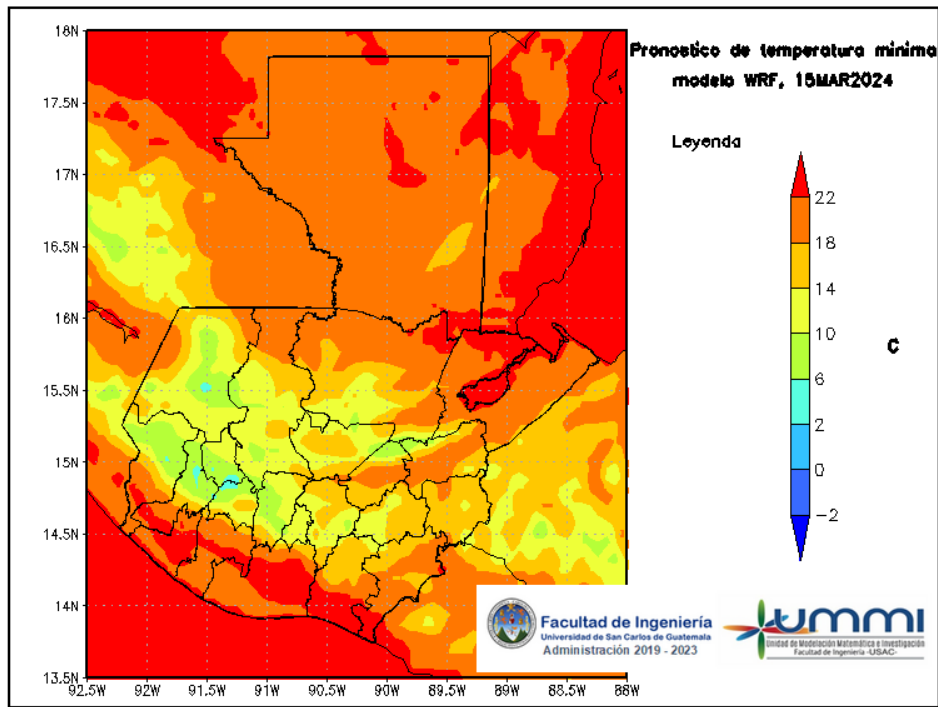 Pronostico de temperatura minima
modelo WRF, 15MAR2024
Leyenda
22
18
14
10
6
2
0
−2
C
18N
17.5N
17N
16.5N
16N
15.5N
15N
14.5N
14N
13.5N
92.5W 92W 91.5W 91W 90.5W 90W 89.5W 89W 88.5W 88W
Facultad de Ingeniería
Universidad de San Carlos de Guatemala
Administración 2019 - 2023
ummi
Unidad de Modelación Matemática e Investigación
Facultad de Ingeniería -USAC-